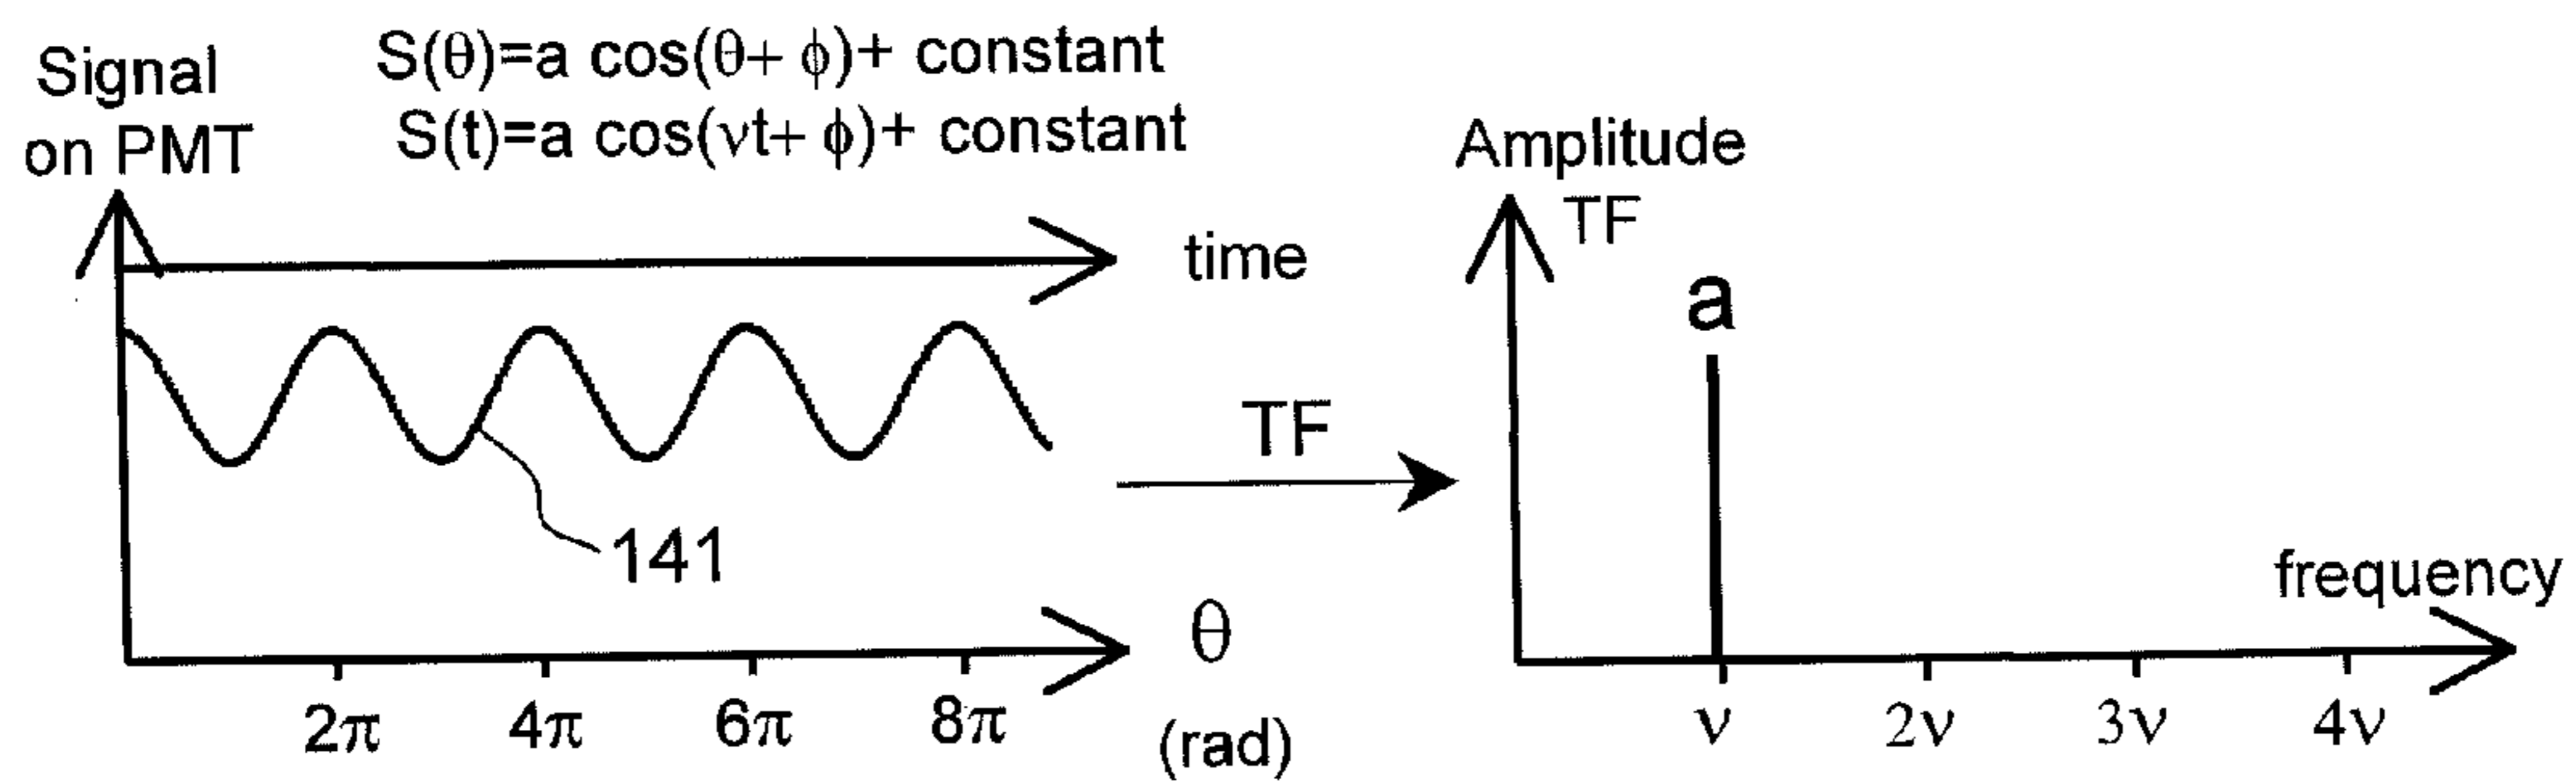 Signal
on PMT
S(θ)=a cos(θ+ ϕ)+ constant
S(t)=a cos(νt+ ϕ)+ constant
time
141
θ
(rad)
2π 4π 6π 8π
TF
Amplitude
TF
a
frequency
ν 2ν 3ν 4ν